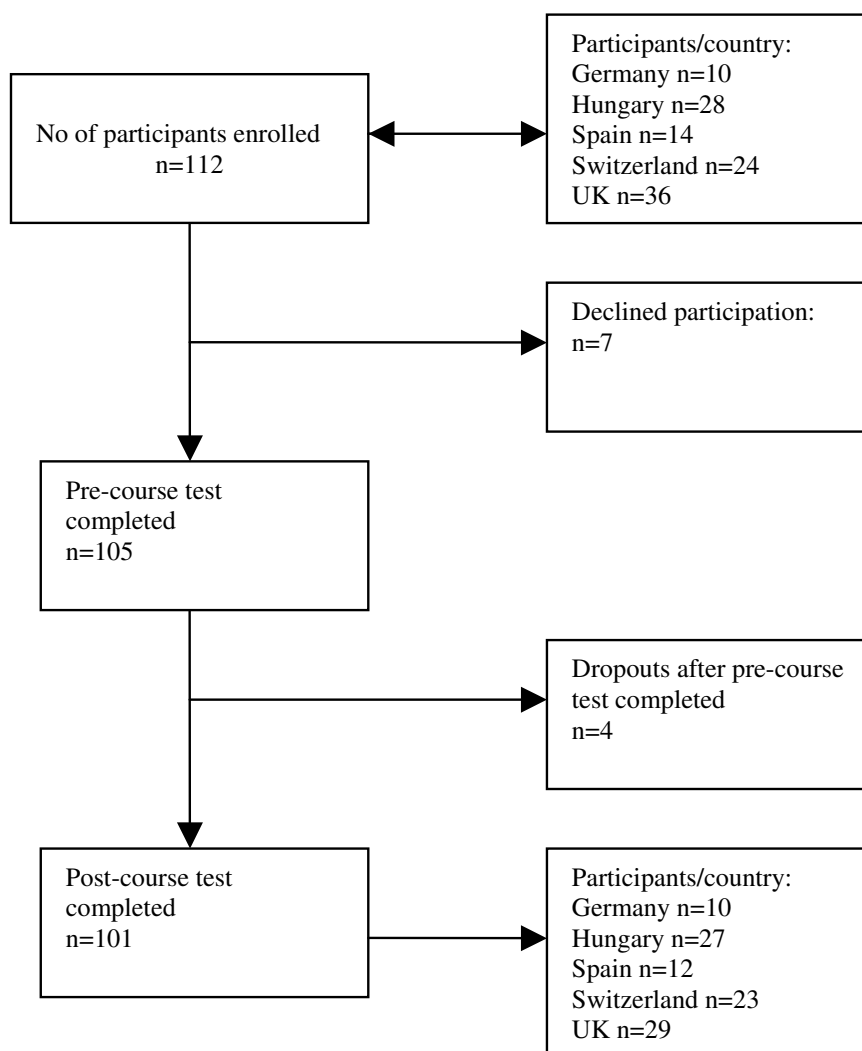 No of participants enrolled
n=112
Participants/country:
Germany n=10
Hungary n=28
Spain n=14
Switzerland n=24
UK n=36
Declined participation:
n=7
Pre-course test
completed
n=105
Dropouts after pre-course
test completed
n=4
Post-course test
completed
n=101
Participants/country:
Germany n=10
Hungary n=27
Spain n=12
Switzerland n=23
UK n=29